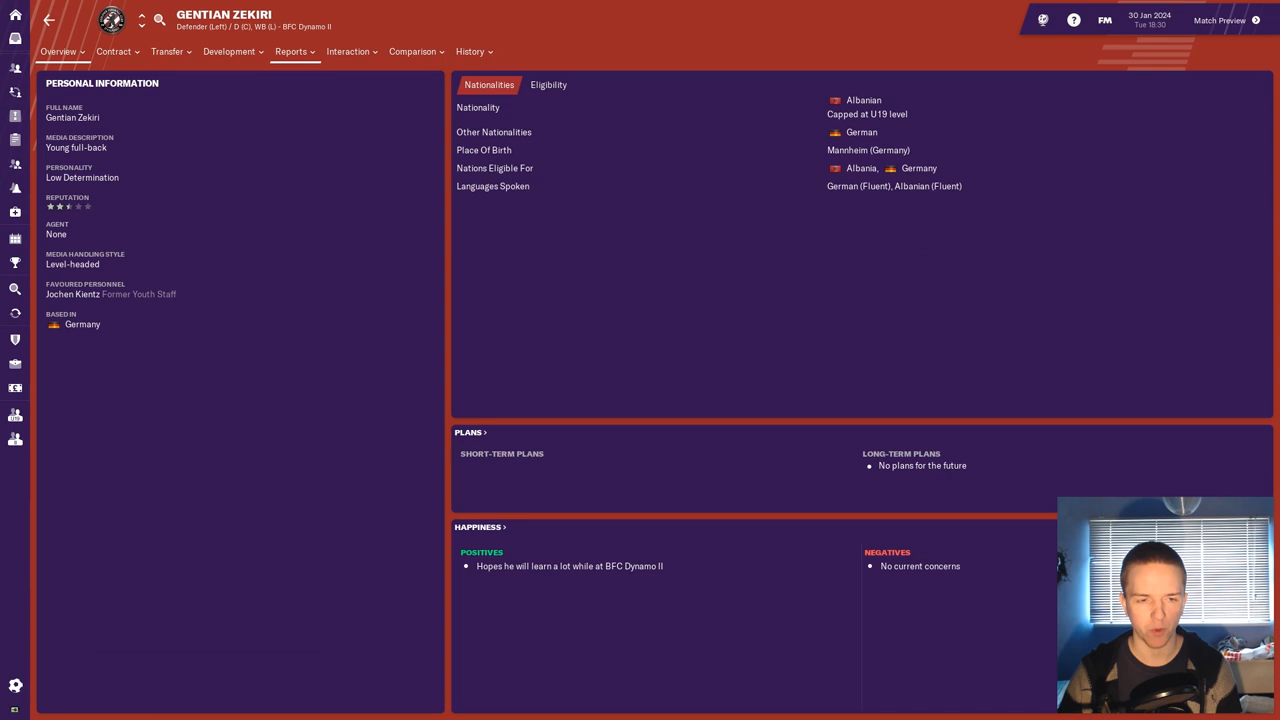 GENTIAN ZEKIRI
Defender (Left) / D (C), WB (L) - BFC Dynamo II
FM
30 Jan 2024
Tue 18:30
Match Preview
Overview
Contract
Transfer
Development
Reports
Interaction
Comparison
History
PERSONAL INFORMATION
FULL NAME
Gentian Zekiri
MEDIA DESCRIPTION
Young full-back
PERSONALITY
Low Determination
REPUTATION
AGENT
None
MEDIA HANDLING STYLE
Level-headed
FAVOURED PERSONNEL
Jochen Kientz Former Youth Staff
BASED IN
Germany
Nationalities
Eligibility
Nationality
Albanian
Capped at U19 level
Other Nationalities
German
Place Of Birth
Mannheim (Germany)
Nations Eligible For
Albania, Germany
Languages Spoken
German (Fluent), Albanian (Fluent)
PLANS >
SHORT-TERM PLANS
LONG-TERM PLANS
No plans for the future
HAPPINESS >
POSITIVES
Hopes he will learn a lot while at BFC Dynamo II
NEGATIVES
No current concerns